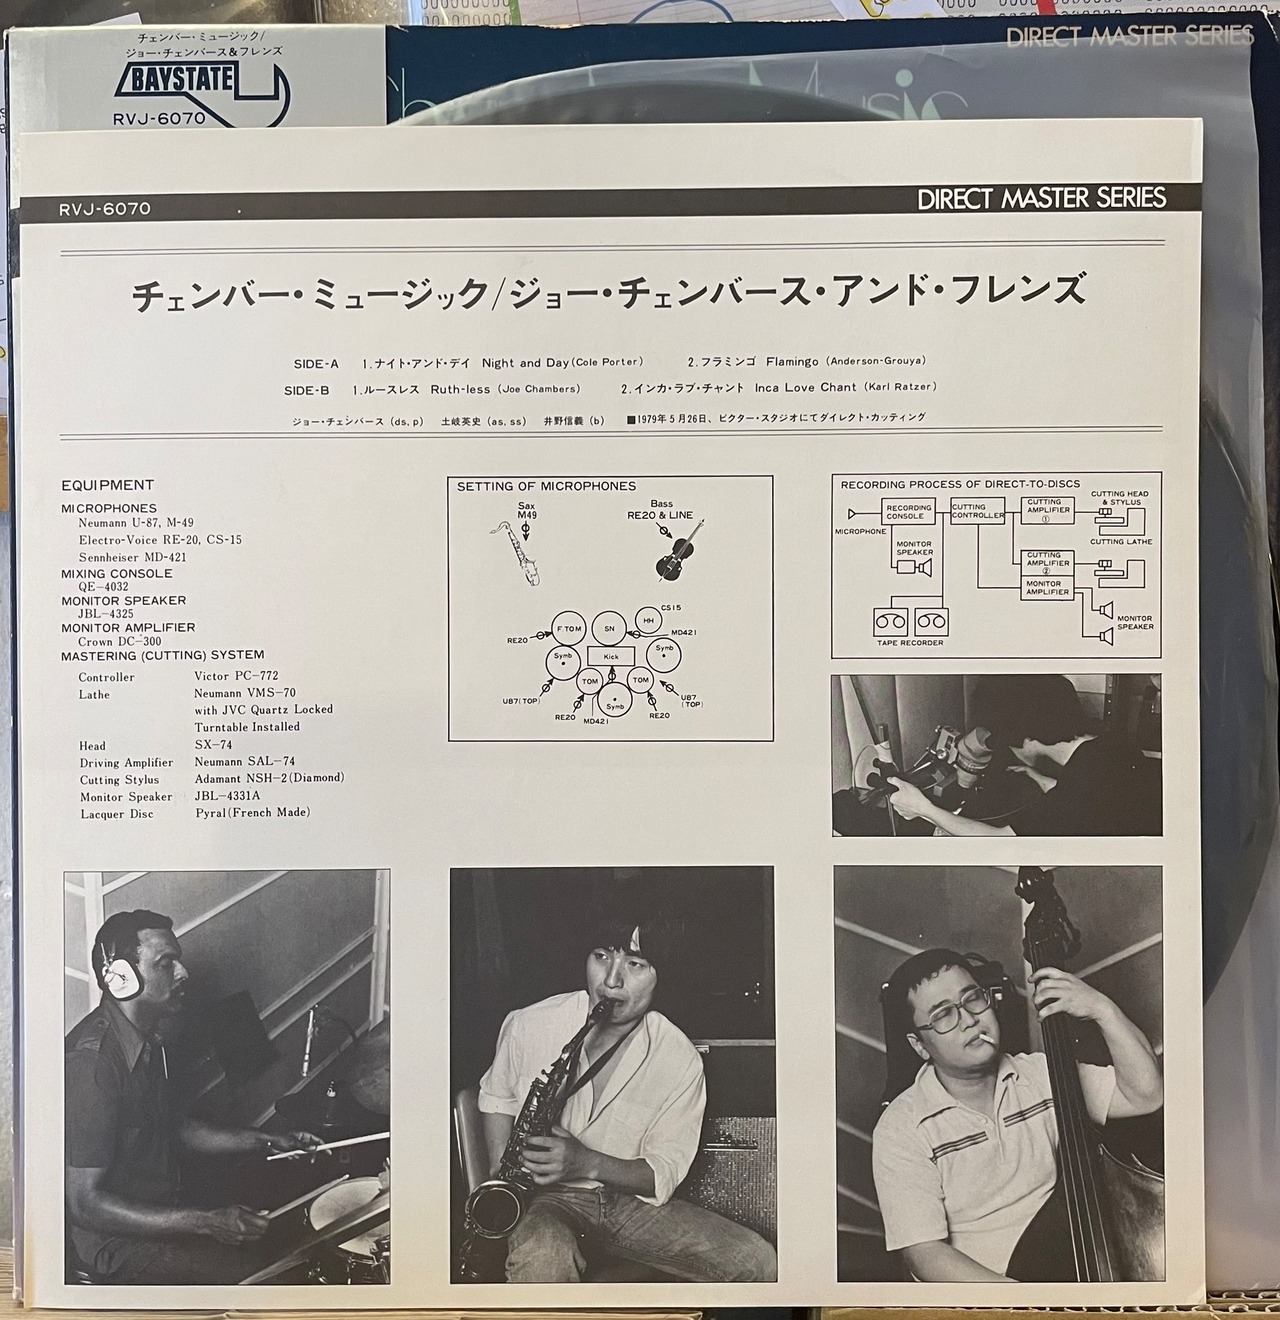 チェンバー・ミュージック/
ジョー・チェンバース&フレンズ
BAYSTATE
RVJ-6070
DIRECT MASTER SERIES
RVJ-6070
DIRECT MASTER SERIES
チェンバー・ミュージック/ジョー・チェンバース・アンド・フレンズ
SIDE-A 1.ナイト・アンド・デイ Night and Day(Cole Porter) 2.フラミンゴ Flamingo (Anderson-Grouya)
SIDE-B 1.ルースレス Ruth-less (Joe Chambers) 2.インカ・ラブ・チャント Inca Love Chant (Karl Ratzer)
ジョー・チェンバース (ds, p) 土岐英史 (as, ss) 井野信義 (b) ■1979年5月26日、ビクター・スタジオにてダイレクト・カッティング
EQUIPMENT
MICROPHONES
Neumann U-87, M-49
Electro-Voice RE-20, CS-15
Sennheiser MD-421
MIXING CONSOLE
QE-4032
MONITOR SPEAKER
JBL-4325
MONITOR AMPLIFIER
Crown DC-300
MASTERING (CUTTING) SYSTEM
Controller Victor PC-772
Lathe Neumann VMS-70
with JVC Quartz Locked
Turntable Installed
Head SX-74
Driving Amplifier Neumann SAL-74
Cutting Stylus Adamant NSH-2(Diamond)
Monitor Speaker JBL-4331A
Lacquer Disc Pyral(French Made)
SETTING OF MICROPHONES
Sax
M49
Bass
RE20 & LINE
CS15
HH
F.TOM
SN
RE20
MD421
Symb
Kick
Symb
TOM
TOM
U87(TOP)
Symb
U87
(TOP)
RE20
MD421
RE20
RECORDING PROCESS OF DIRECT-TO-DISCS
RECORDING
CONSOLE
CUTTING
CONTROLLER
CUTTING
AMPLIFIER
①
CUTTING HEAD
& STYLUS
MICROPHONE
CUTTING LATHE
MONITOR
SPEAKER
CUTTING
AMPLIFIER
②
MONITOR
AMPLIFIER
MONITOR
SPEAKER
TAPE RECORDER